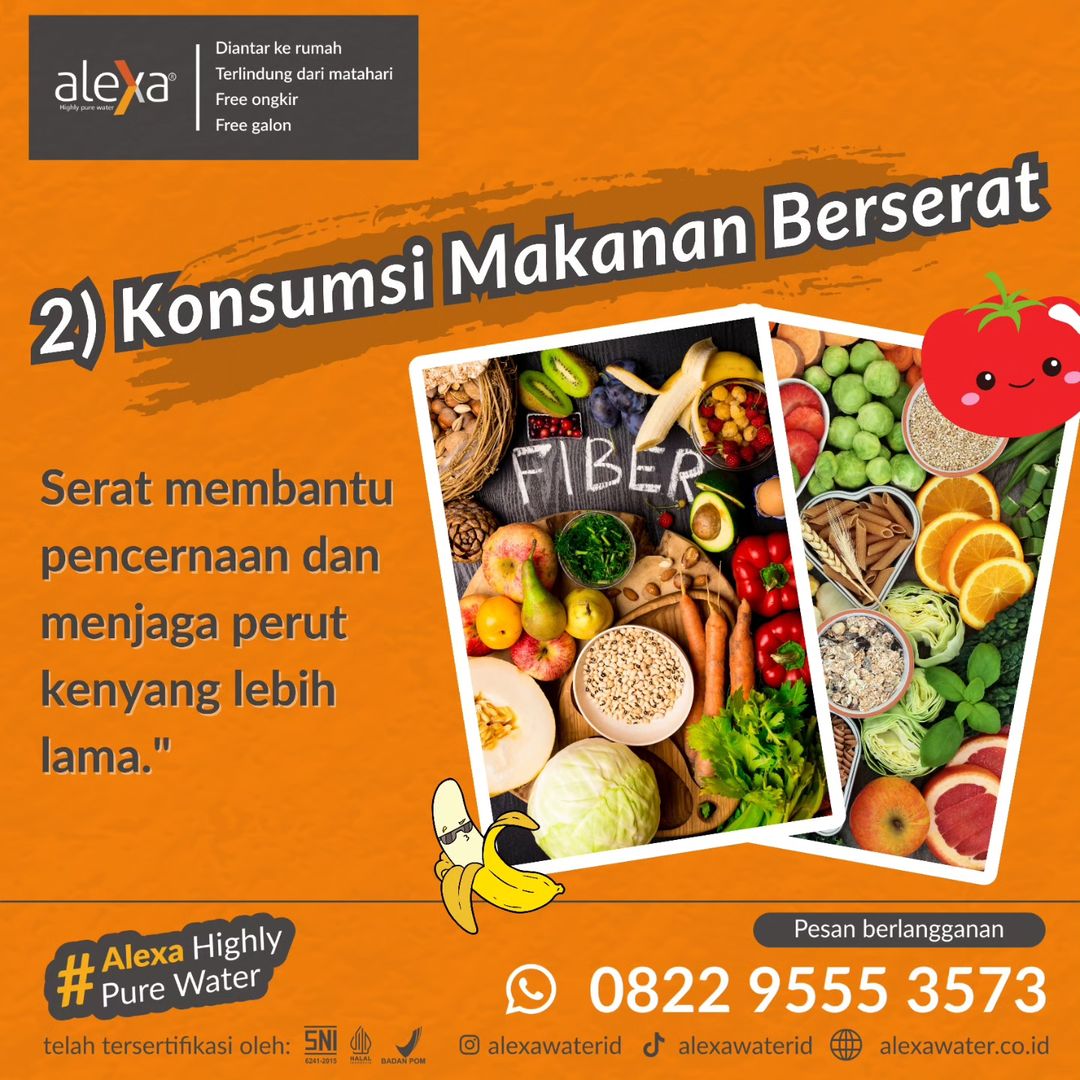 alexa®
Highly pure water
Diantar ke rumah
Terlindung dari matahari
Free ongkir
Free galon
2) Konsumsi Makanan Berserat
FIBER
Serat membantu
pencernaan dan
menjaga perut
kenyang lebih
lama."
#Alexa Highly
Pure Water
Pesan berlangganan
0822 9555 3573
telah tersertifikasi oleh:
SNI
6241-2015
HALAL
INDONESIA
BADAN POM
alexawaterid
alexawaterid
alexawater.co.id